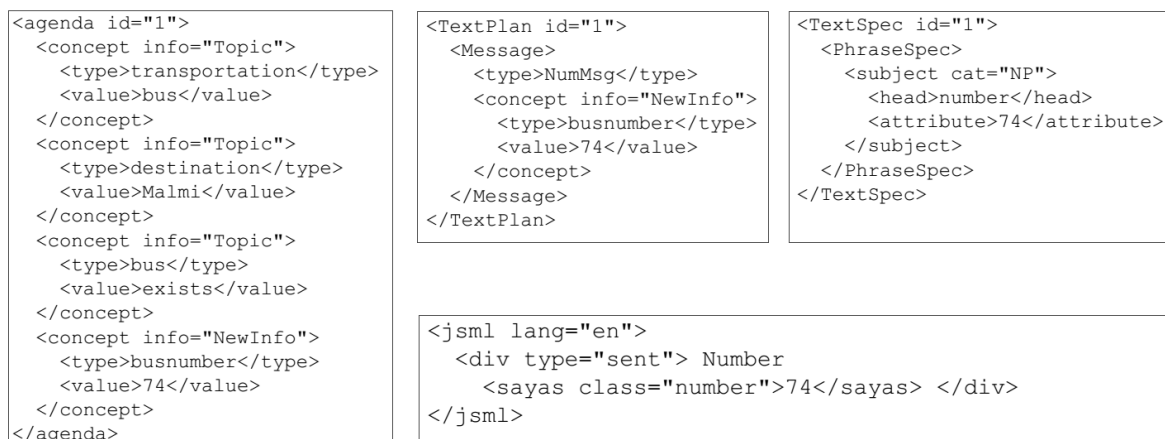 <agenda id="1">
  <concept info="Topic">
    <type>transportation</type>
    <value>bus</value>
  </concept>
  <concept info="Topic">
    <type>destination</type>
    <value>Malmi</value>
  </concept>
  <concept info="Topic">
    <type>bus</type>
    <value>exists</value>
  </concept>
  <concept info="NewInfo">
    <type>busnumber</type>
    <value>74</value>
  </concept>
</agenda>
<TextPlan id="1">
  <Message>
    <type>NumMsg</type>
    <concept info="NewInfo">
      <type>busnumber</type>
      <value>74</value>
    </concept>
  </Message>
</TextPlan>
<TextSpec id="1">
  <PhraseSpec>
    <subject cat="NP">
      <head>number</head>
      <attribute>74</attribute>
    </subject>
  </PhraseSpec>
</TextSpec>
<jsml lang="en">
  <div type="sent"> Number
    <sayas class="number">74</sayas> </div>
</jsml>